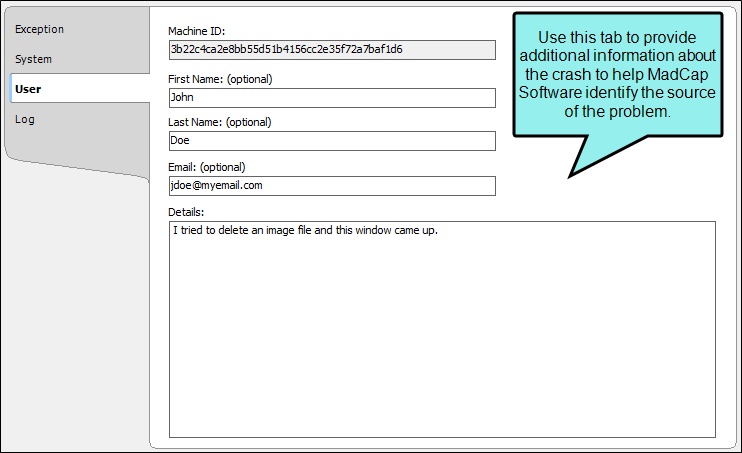 Exception
System
User
Log
Machine ID:
3b22c4ca2e8bb55d51b4156cc2e35f72a7baf1d6
First Name: (optional)
John
Last Name: (optional)
Doe
Email: (optional)
jdoe@myemail.com
Details:
I tried to delete an image file and this window came up.
Use this tab to provide
additional information about
the crash to help MadCap
Software identify the source
of the problem.